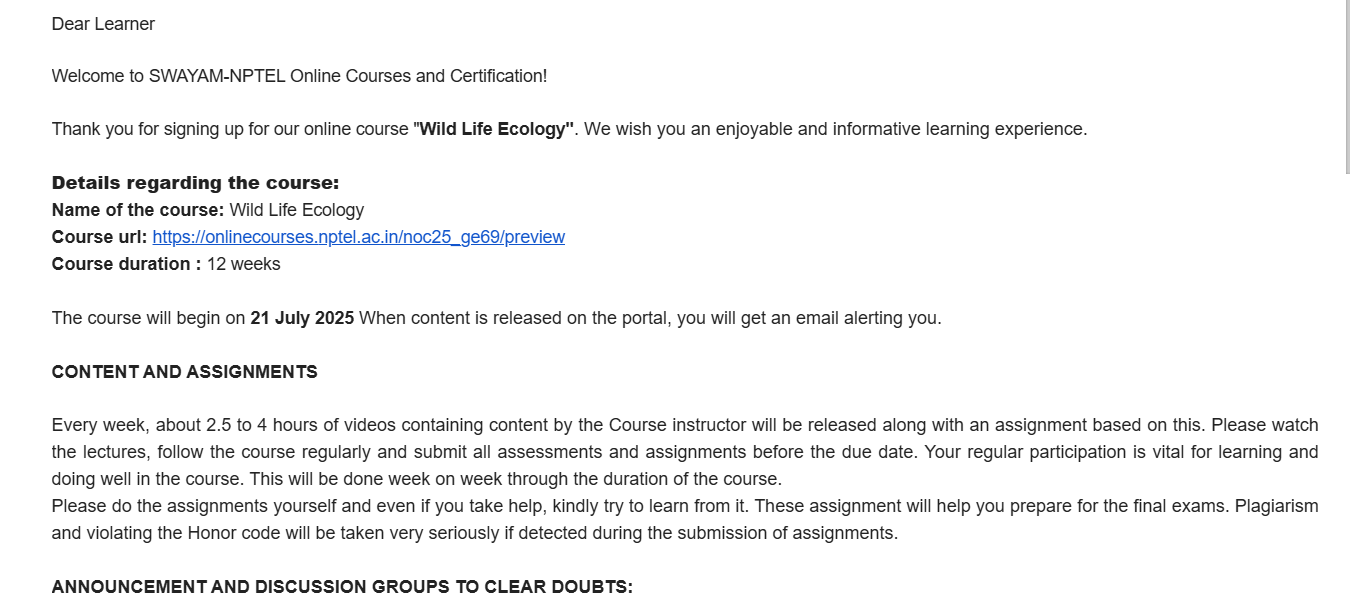 Dear Learner
Welcome to SWAYAM-NPTEL Online Courses and Certification!
Thank you for signing up for our online course "Wild Life Ecology". We wish you an enjoyable and informative learning experience.
Details regarding the course:
Name of the course: Wild Life Ecology
Course url: https://onlinecourses.nptel.ac.in/noc25_ge69/preview
Course duration : 12 weeks
The course will begin on 21 July 2025 When content is released on the portal, you will get an email alerting you.
CONTENT AND ASSIGNMENTS
Every week, about 2.5 to 4 hours of videos containing content by the Course instructor will be released along with an assignment based on this. Please watch
the lectures, follow the course regularly and submit all assessments and assignments before the due date. Your regular participation is vital for learning and
doing well in the course. This will be done week on week through the duration of the course.
Please do the assignments yourself and even if you take help, kindly try to learn from it. These assignment will help you prepare for the final exams. Plagiarism
and violating the Honor code will be taken very seriously if detected during the submission of assignments.
ANNOUNCEMENT AND DISCUSSION GROUPS TO CLEAR DOUBTS: